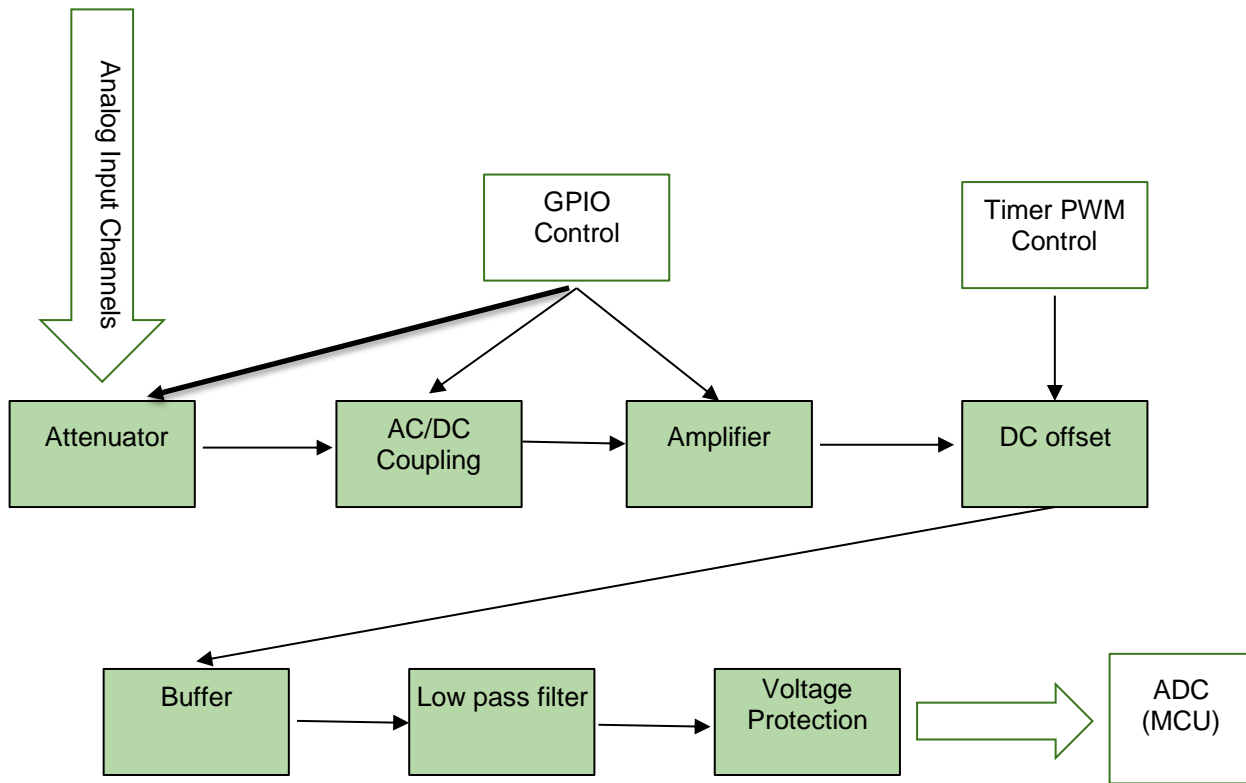 Analog Input Channels
GPIO
Control
Timer PWM
Control
Attenuator
AC/DC
Coupling
Amplifier
DC offset
Buffer
Low pass filter
Voltage
Protection
ADC
(MCU)